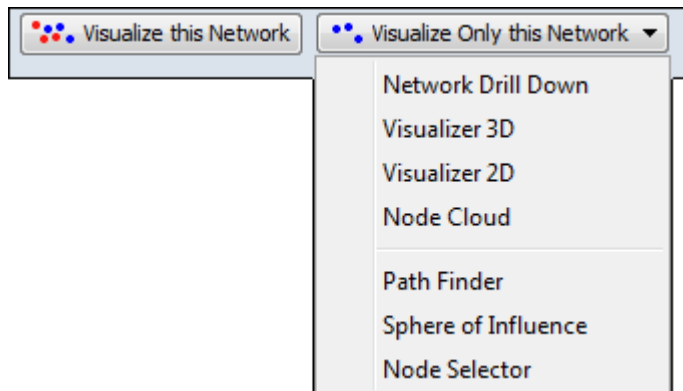 Visualize this Network Visualize Only this Network
Network Drill Down
Visualizer 3D
Visualizer 2D
Node Cloud
Path Finder
Sphere of Influence
Node Selector